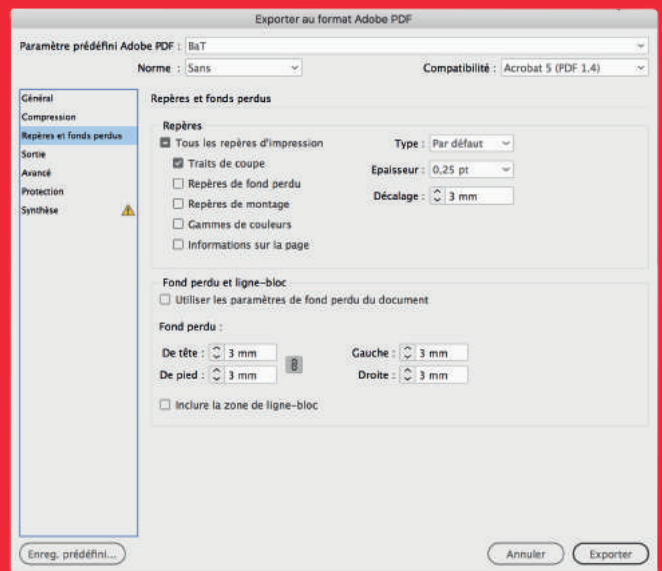 Exporter au format Adobe PDF
Paramètre prédéfini Adobe PDF : BaT
Norme : Sans
Compatibilité : Acrobat 5 (PDF 1.4)
Général
Compression
Repères et fonds perdus
Sortie
Avancé
Protection
Synthèse
Repères et fonds perdus
Repères
Tous les repères d'impression
Traits de coupe
Repères de fond perdu
Repères de montage
Gammes de couleurs
Informations sur la page
Type : Par défaut
Epaisseur : 0,25 pt
Décalage : 3 mm
Fond perdu et ligne-bloc
Utiliser les paramètres de fond perdu du document
Fond perdu :
De tête : 3 mm
De pied : 3 mm
Gauche : 3 mm
Droite : 3 mm
Inclure la zone de ligne-bloc
Enreg. prédéfini...
Annuler
Exporter